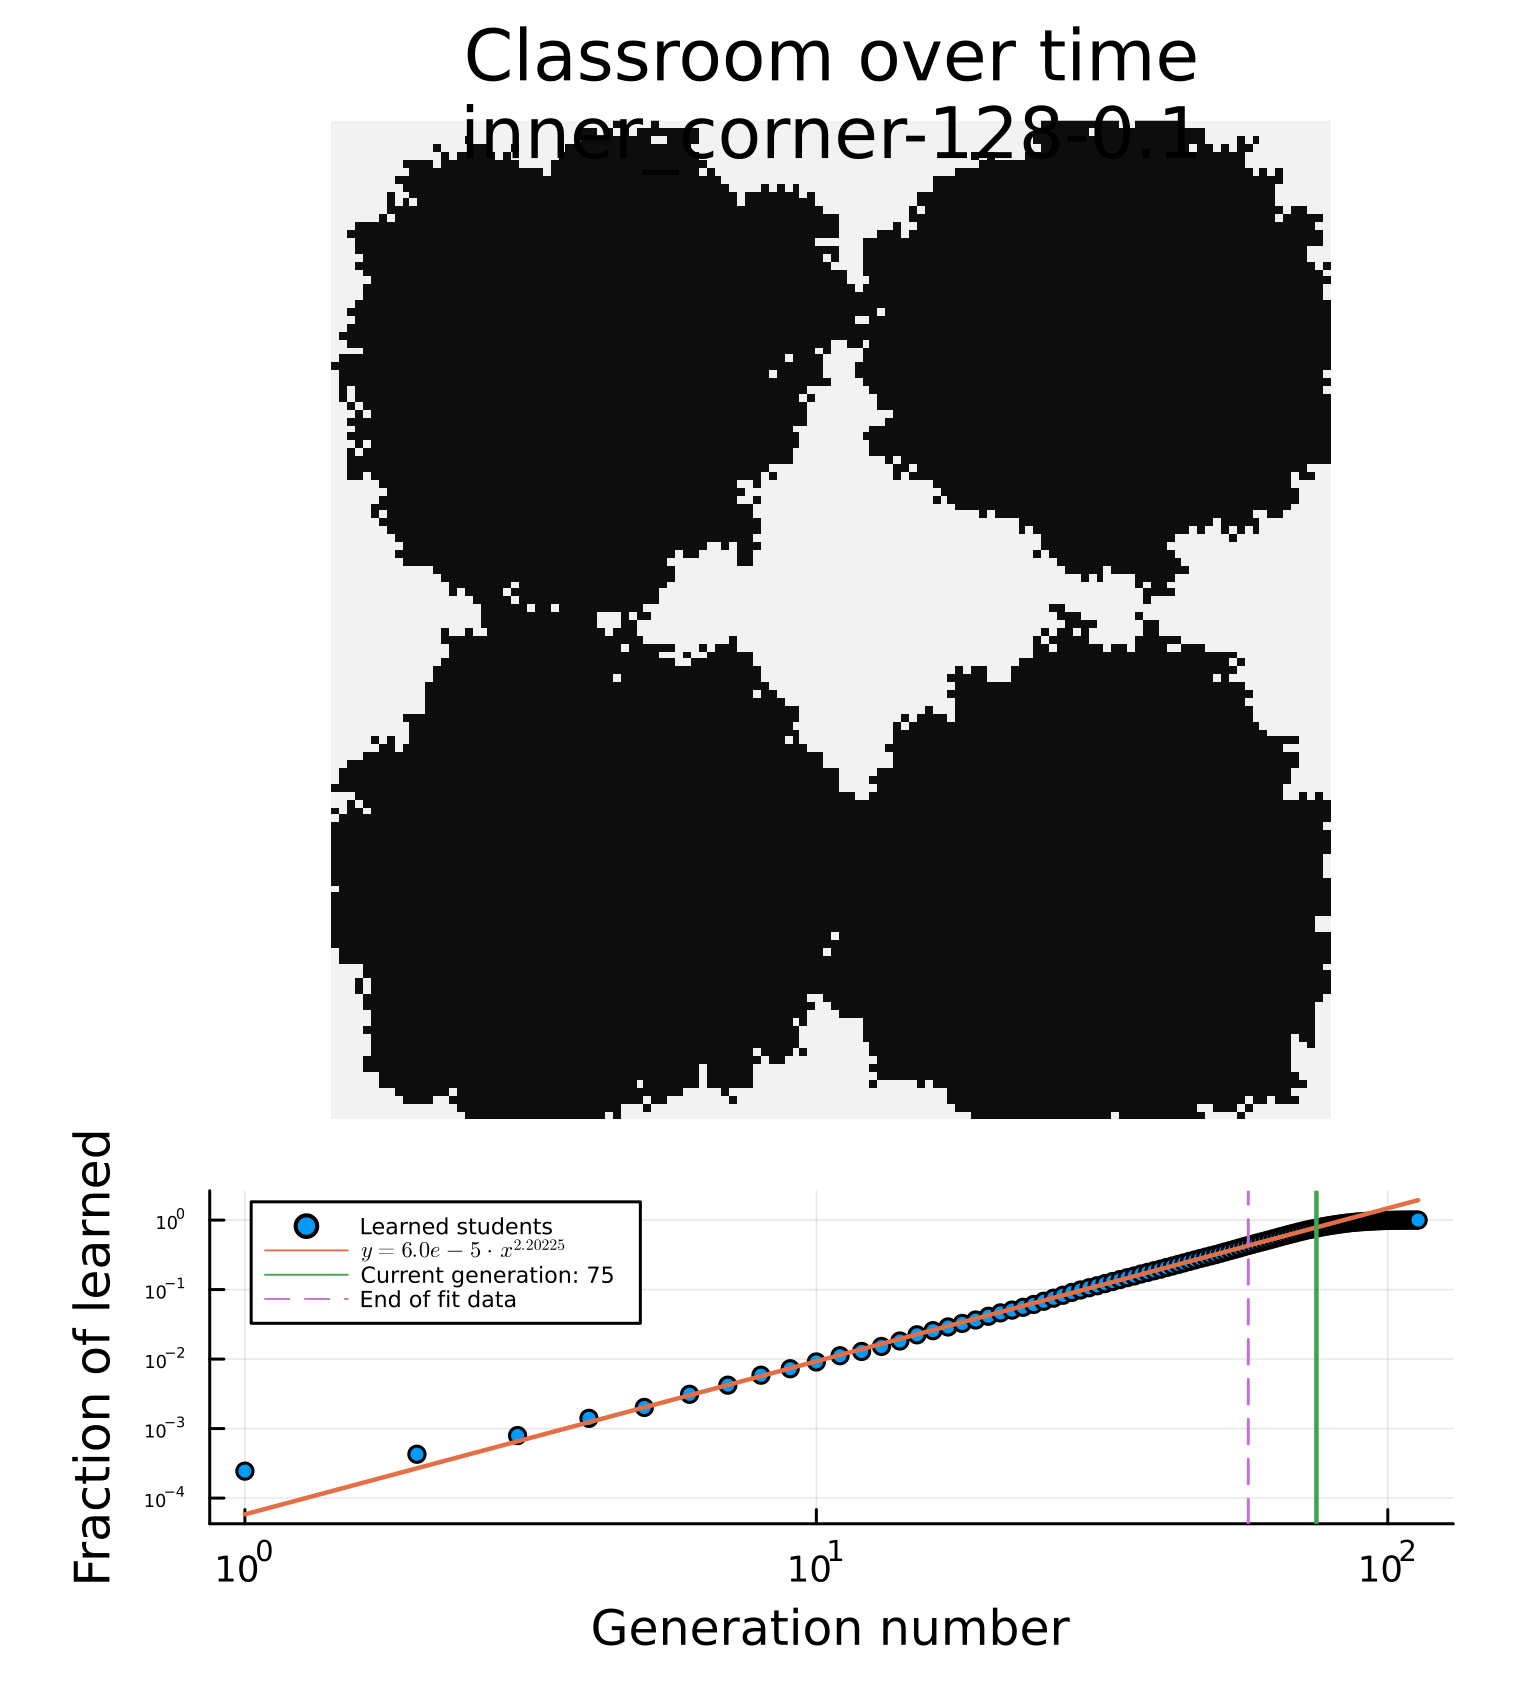 Classroom over time
inner_corner-128-0.1
Fraction of learned
10^0
10^−1
10^−2
10^−3
10^−4
Learned students
y = 6.0e − 5 · x^2.20225
Current generation: 75
End of fit data
10^0 10^1 10^2
Generation number